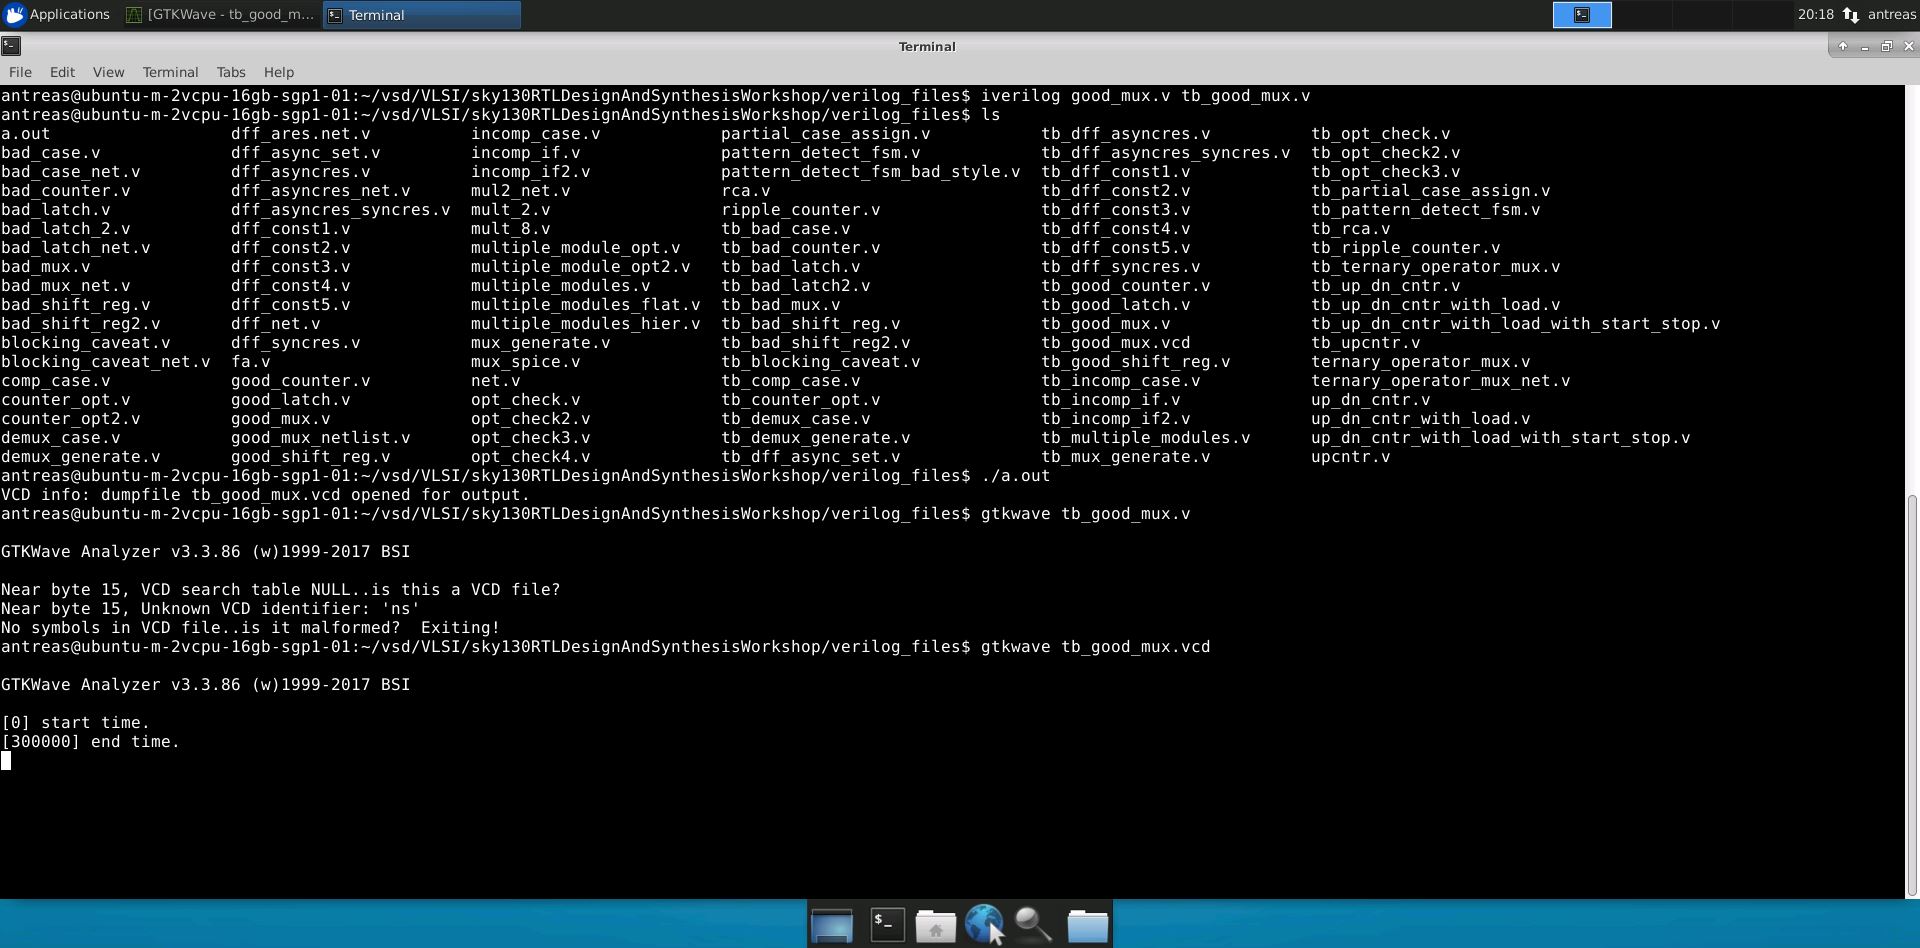 Applications [GTKWave - tb_good_m... Terminal 20:18 antreas
Terminal
File Edit View Terminal Tabs Help
antreas@ubuntu-m-2vcpu-16gb-sgp1-01:~/vsd/VLSI/sky130RTLDesignAndSynthesisWorkshop/verilog_files$ iverilog good_mux.v tb_good_mux.v
antreas@ubuntu-m-2vcpu-16gb-sgp1-01:~/vsd/VLSI/sky130RTLDesignAndSynthesisWorkshop/verilog_files$ ls
a.out dff_ares.net.v incomp_case.v partial_case_assign.v tb_dff_asyncres.v tb_opt_check.v
bad_case.v dff_async_set.v incomp_if.v pattern_detect_fsm.v tb_dff_asyncres_syncres.v tb_opt_check2.v
bad_case_net.v dff_asyncres.v incomp_if2.v pattern_detect_fsm_bad_style.v tb_dff_const1.v tb_opt_check3.v
bad_counter.v dff_asyncres_net.v mul2_net.v rca.v tb_dff_const2.v tb_partial_case_assign.v
bad_latch.v dff_asyncres_syncres.v mult_2.v ripple_counter.v tb_dff_const3.v tb_pattern_detect_fsm.v
bad_latch_2.v dff_const1.v mult_8.v tb_bad_case.v tb_dff_const4.v tb_rca.v
bad_latch_net.v dff_const2.v multiple_module_opt.v tb_bad_counter.v tb_dff_const5.v tb_ripple_counter.v
bad_mux.v dff_const3.v multiple_module_opt2.v tb_bad_latch.v tb_dff_syncres.v tb_ternary_operator_mux.v
bad_mux_net.v dff_const4.v multiple_modules.v tb_bad_latch2.v tb_good_counter.v tb_up_dn_cntr.v
bad_shift_reg.v dff_const5.v multiple_modules_flat.v tb_bad_mux.v tb_good_latch.v tb_up_dn_cntr_with_load.v
bad_shift_reg2.v dff_net.v multiple_modules_hier.v tb_bad_shift_reg.v tb_good_mux.v tb_up_dn_cntr_with_load_with_start_stop.v
blocking_caveat.v dff_syncres.v mux_generate.v tb_bad_shift_reg2.v tb_good_mux.vcd tb_upcntr.v
blocking_caveat_net.v fa.v mux_spice.v tb_blocking_caveat.v tb_good_shift_reg.v ternary_operator_mux.v
comp_case.v good_counter.v net.v tb_comp_case.v tb_incomp_case.v ternary_operator_mux_net.v
counter_opt.v good_latch.v opt_check.v tb_counter_opt.v tb_incomp_if.v up_dn_cntr.v
counter_opt2.v good_mux.v opt_check2.v tb_demux_case.v tb_incomp_if2.v up_dn_cntr_with_load.v
demux_case.v good_mux_netlist.v opt_check3.v tb_demux_generate.v tb_multiple_modules.v up_dn_cntr_with_load_with_start_stop.v
demux_generate.v good_shift_reg.v opt_check4.v tb_dff_async_set.v tb_mux_generate.v upcntr.v
antreas@ubuntu-m-2vcpu-16gb-sgp1-01:~/vsd/VLSI/sky130RTLDesignAndSynthesisWorkshop/verilog_files$ ./a.out
VCD info: dumpfile tb_good_mux.vcd opened for output.
antreas@ubuntu-m-2vcpu-16gb-sgp1-01:~/vsd/VLSI/sky130RTLDesignAndSynthesisWorkshop/verilog_files$ gtkwave tb_good_mux.v
GTKWave Analyzer v3.3.86 (w)1999-2017 BSI
Near byte 15, VCD search table NULL..is this a VCD file?
Near byte 15, Unknown VCD identifier: 'ns'
No symbols in VCD file..is it malformed?  Exiting!
antreas@ubuntu-m-2vcpu-16gb-sgp1-01:~/vsd/VLSI/sky130RTLDesignAndSynthesisWorkshop/verilog_files$ gtkwave tb_good_mux.vcd
GTKWave Analyzer v3.3.86 (w)1999-2017 BSI
[0] start time.
[300000] end time.